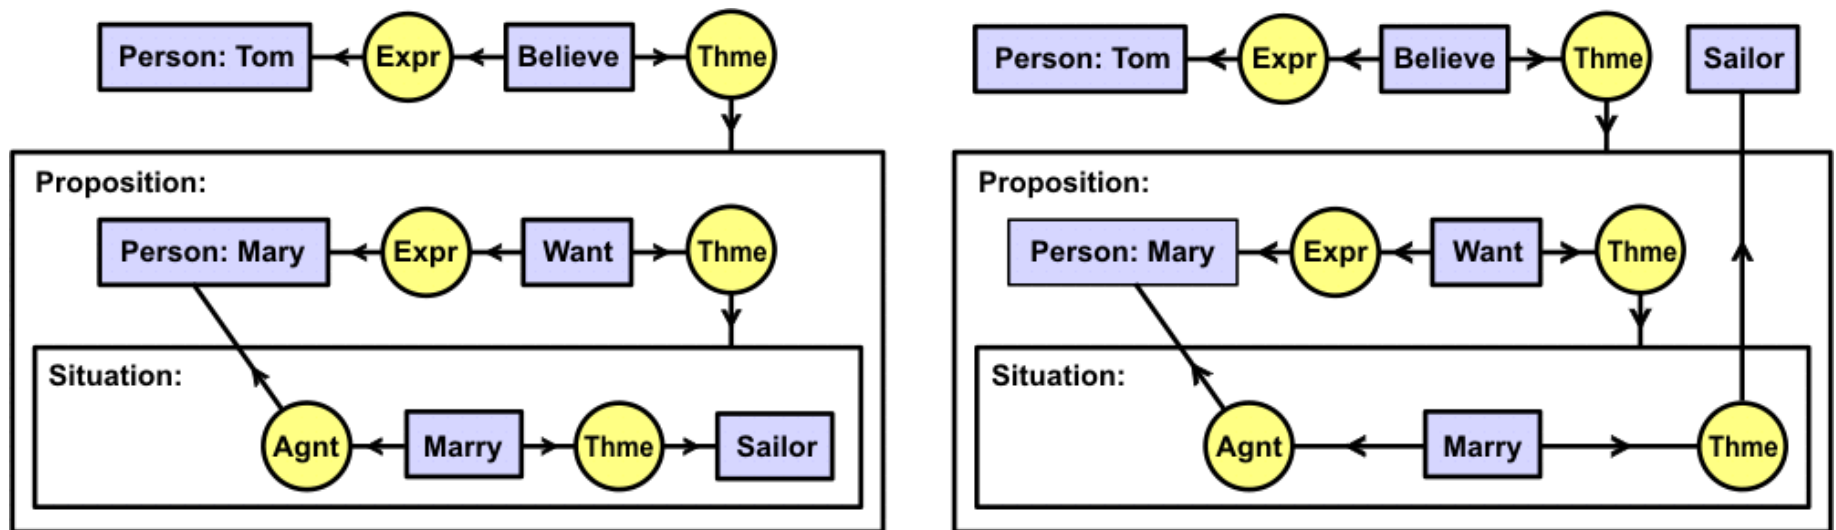 Person: Tom
Expr
Believe
Thme
Proposition:
Person: Mary
Expr
Want
Thme
Situation:
Agnt
Marry
Thme
Sailor
Person: Tom
Expr
Believe
Thme
Sailor
Proposition:
Person: Mary
Expr
Want
Thme
Situation:
Agnt
Marry
Thme